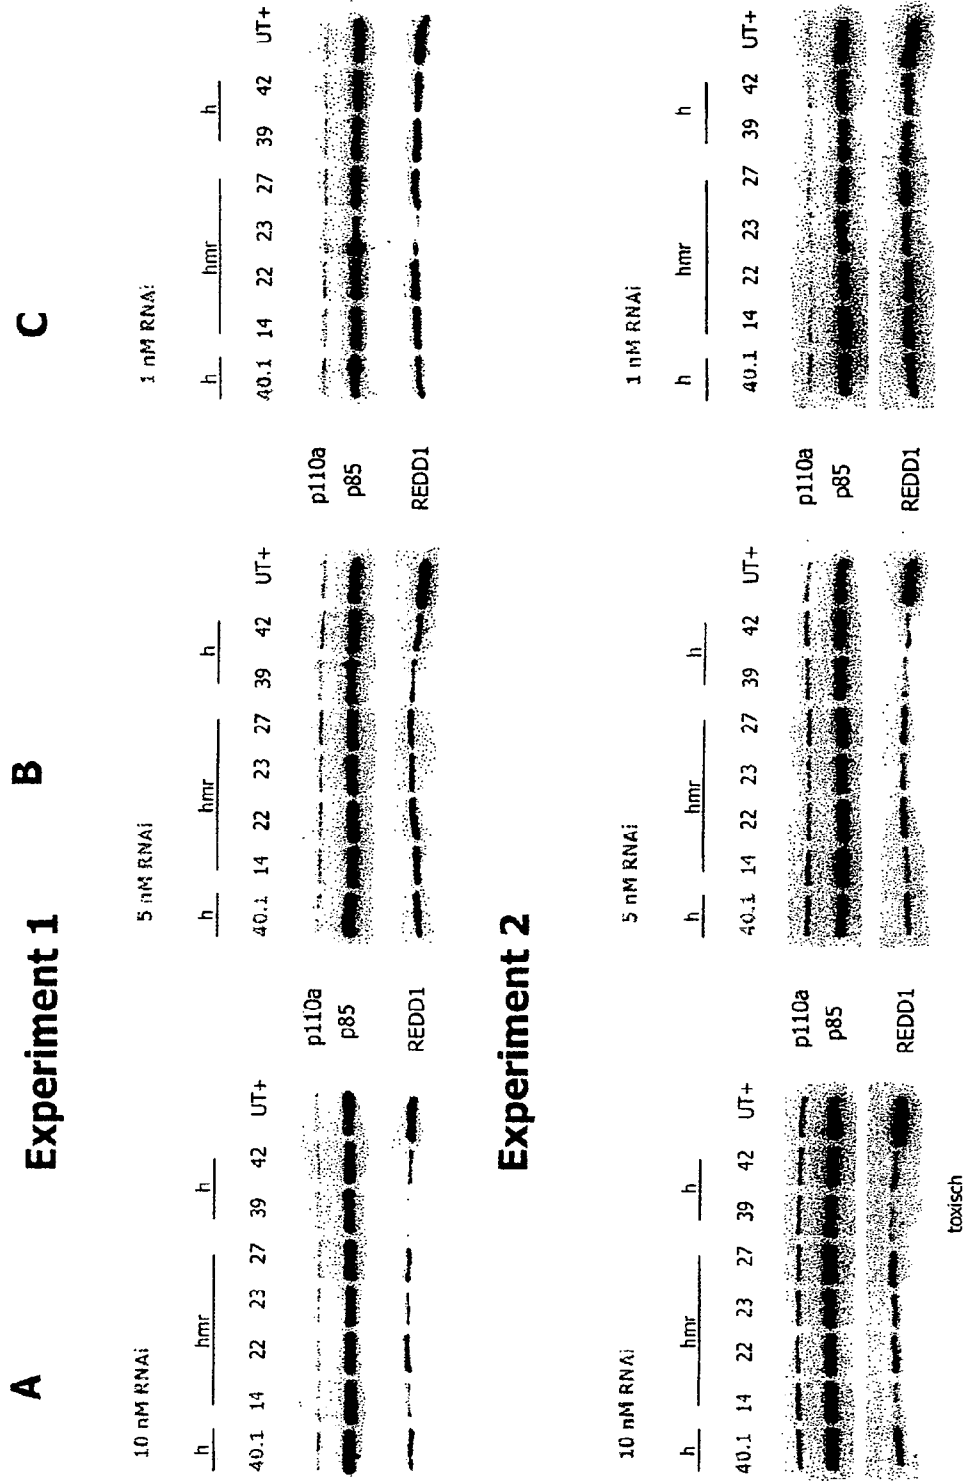 A
B
C
Experiment 1
10 nM RNAi
5 nM RNAi
1 nM RNAi
h hmr h
40.1 14 22 23 27 39 42 UT+
p110a
p85
REDD1
h hmr h
40.1 14 22 23 27 39 42 UT+
p110a
p85
REDD1
h hmr h
40.1 14 22 23 27 39 42 UT+
Experiment 2
10 nM RNAi
5 nM RNAi
1 nM RNAi
h hmr h
40.1 14 22 23 27 39 42 UT+
p110a
p85
REDD1
h hmr h
40.1 14 22 23 27 39 42 UT+
p110a
p85
REDD1
h hmr h
40.1 14 22 23 27 39 42 UT+
toxisch